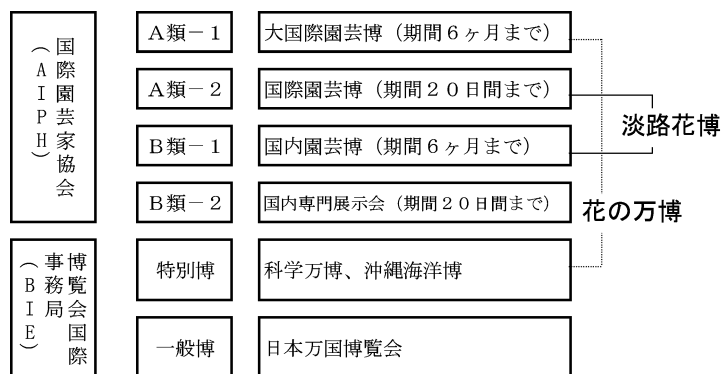 国際園芸家協会
（AIPH）
A類－1
大国際園芸博（期間6ヶ月まで）
A類－2
国際園芸博（期間20日間まで）
B類－1
国内園芸博（期間6ヶ月まで）
B類－2
国内専門展示会（期間20日間まで）
淡路花博
花の万博
博覧会国際
事務局
（BIE）
特別博
科学万博、沖縄海洋博
一般博
日本万国博覧会